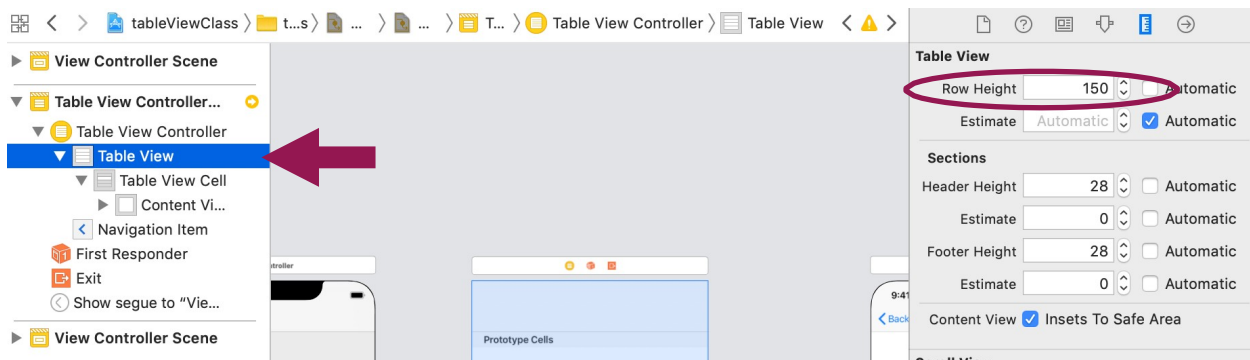 tableViewClass
t...s
...
...
T...
Table View Controller
Table View
View Controller Scene
Table View Controller...
Table View Controller
Table View
Table View Cell
Content Vi...
Navigation Item
First Responder
Exit
Show segue to “Vie...
View Controller Scene
ntroller
Prototype Cells
9:41
Back
Table View
Row Height 150 Automatic
Estimate Automatic Automatic
Sections
Header Height 28 Automatic
Estimate 0 Automatic
Footer Height 28 Automatic
Estimate 0 Automatic
Content View Insets To Safe Area